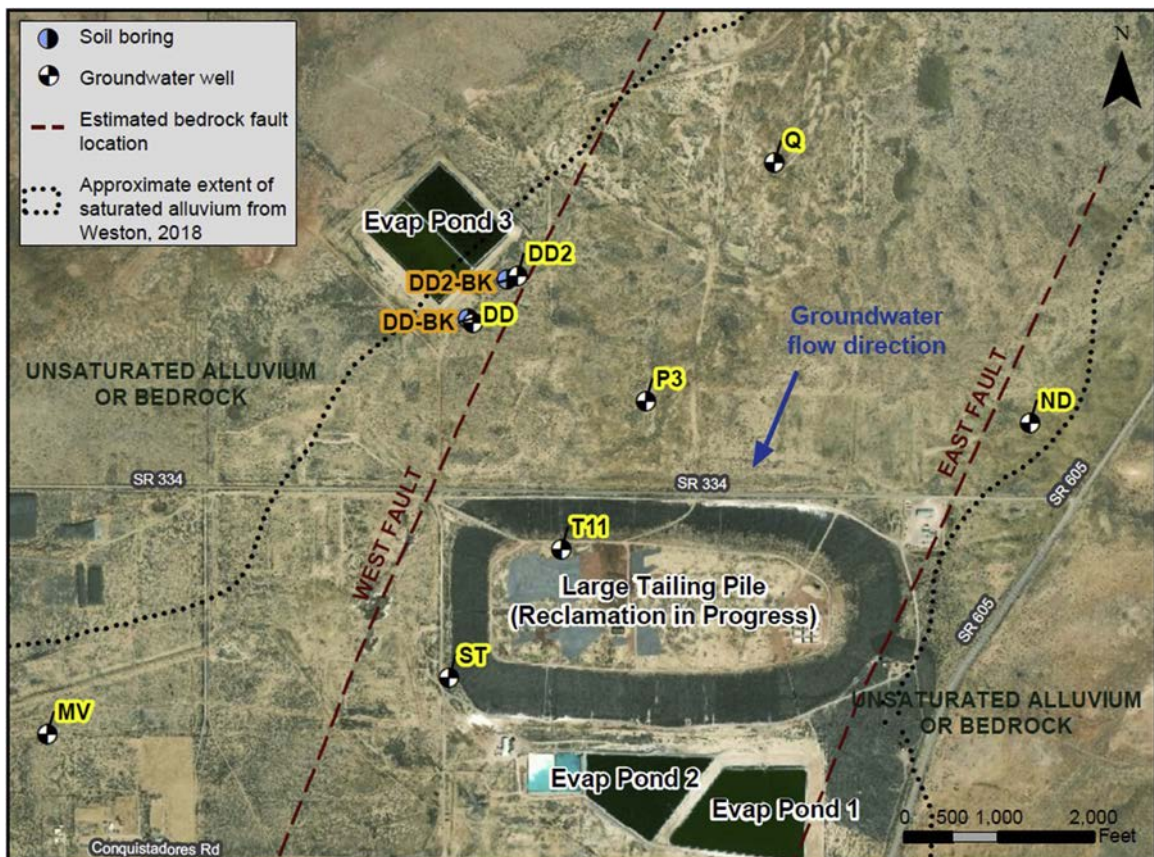 Soil boring
Groundwater well
Estimated bedrock fault
location
Approximate extent of
saturated alluvium from
Weston, 2018
N
Q
Evap Pond 3
DD2
DD2-BK
DD-BK
DD
Groundwater
flow direction
UNSATURATED ALLUVIUM
OR BEDROCK
P3
ND
EAST FAULT
SR 605
SR 334
SR 334
WEST FAULT
T11
Large Tailing Pile
(Reclamation in Progress)
SR 605
ST
MV
UNSATURATED ALLUVIUM
OR BEDROCK
Evap Pond 2
Evap Pond 1
0 500 1,000 2,000
Feet
Conquistadores Rd